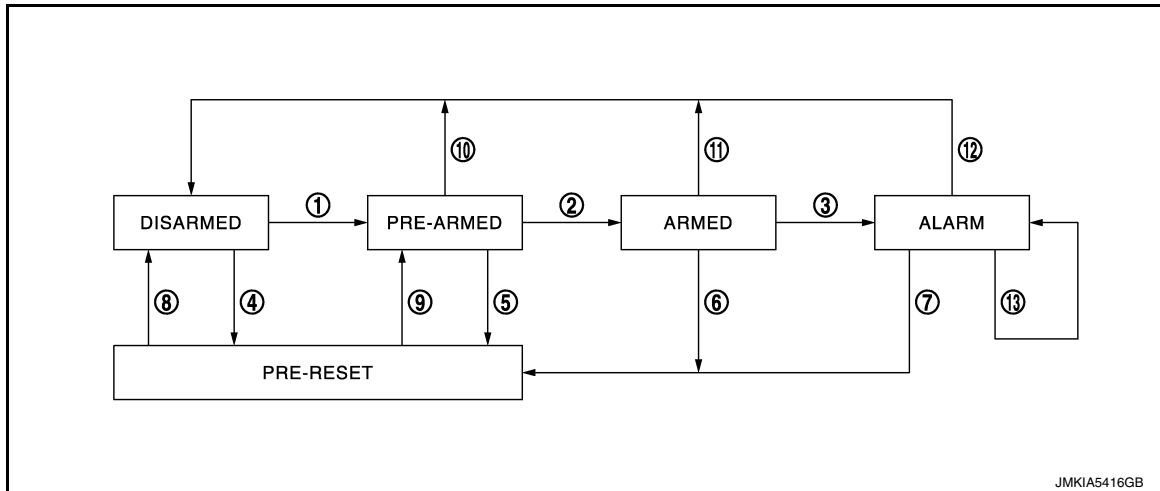 ⑩ ⑪ ⑫
DISARMED ① PRE-ARMED ② ARMED ③ ALARM
⑧ ④ ⑨ ⑤ ⑥ ⑦ ⑬
PRE-RESET
JMKIA5416GB